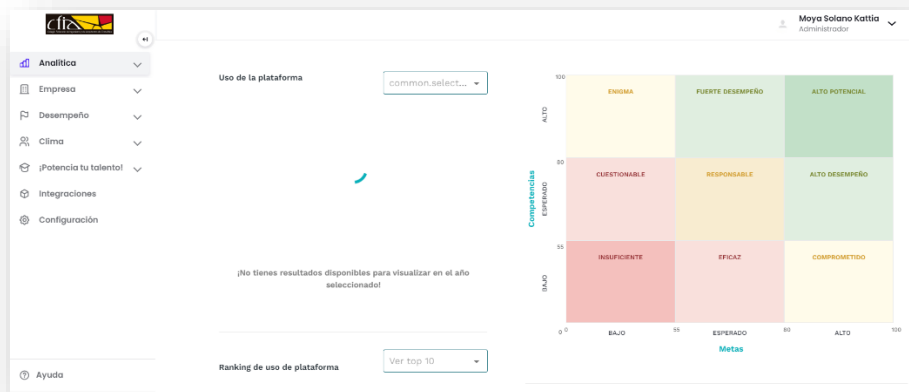 cfia
Moya Solano Kattia
Administrador
Analítica
Empresa
Desempeño
Clima
¡Potencia tu talento!
Integraciones
Configuración
Ayuda
Uso de la plataforma
common.select...
¡No tienes resultados disponibles para visualizar en el año
seleccionado!
Ranking de uso de plataforma
Ver top 10
Competencias
ALTO
ESPERADO
BAJO
100
80
55
0
ENIGMA
FUERTE DESEMPEÑO
ALTO POTENCIAL
CUESTIONABLE
RESPONSABLE
ALTO DESEMPEÑO
INSUFICIENTE
EFICAZ
COMPROMETIDO
0
BAJO
55
ESPERADO
80
ALTO
100
Metas